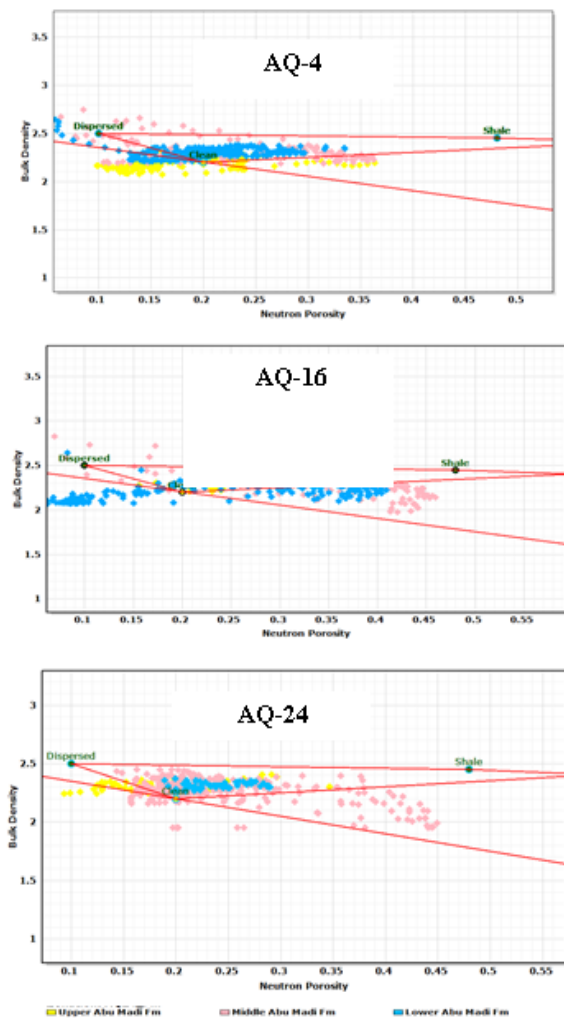 AQ-4
3.5
3
2.5
2
1.5
1
Bulk Density
Dispersed
Shale
Clean
0.1 0.15 0.2 0.25 0.3 0.35 0.4 0.45 0.5
Neutron Porosity
AQ-16
3.5
3
2.5
2
1.5
1
Bulk Density
Dispersed
Shale
0.1 0.15 0.2 0.25 0.3 0.35 0.4 0.45 0.5 0.55
Neutron Porosity
AQ-24
3
2.5
2
1.5
1
Bulk Density
Dispersed
Shale
Clean
0.1 0.15 0.2 0.25 0.3 0.35 0.4 0.45 0.5 0.55
Neutron Porosity
Upper Abu Madi Fm Middle Abu Madi Fm Lower Abu Madi Fm